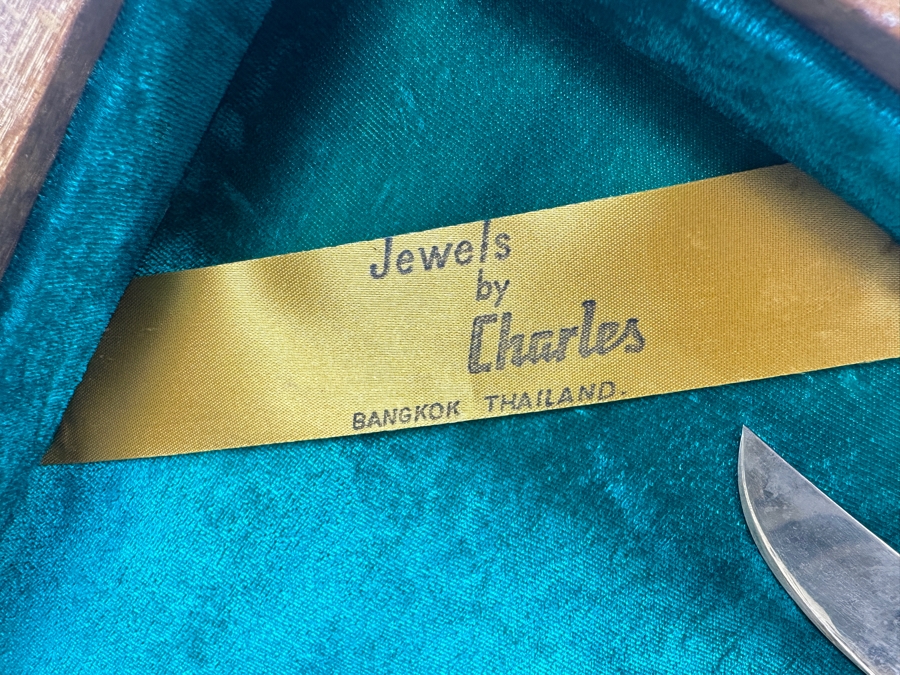 Jewels
by
Charles
BANGKOK THAILAND.